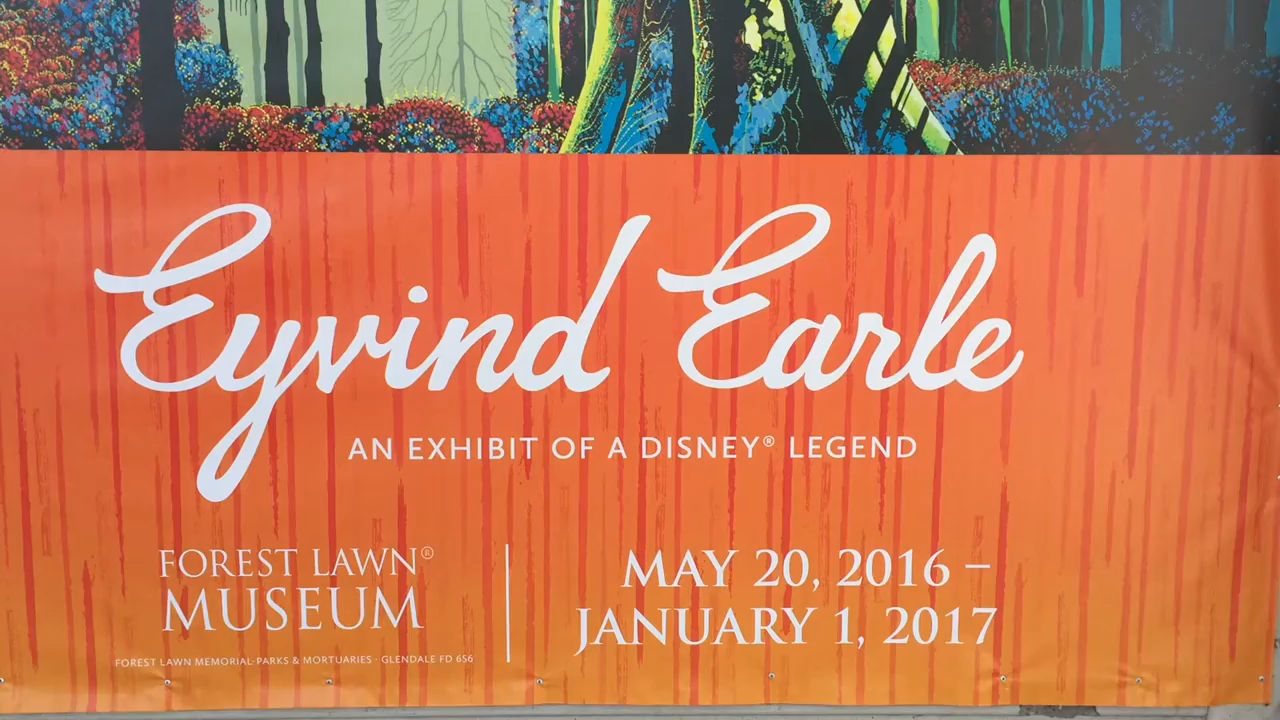 Eyvind Earle
AN EXHIBIT OF A DISNEY® LEGEND
FOREST LAWN®
MUSEUM
FOREST LAWN MEMORIAL-PARKS & MORTUARIES · GLENDALE FD 656
MAY 20, 2016 –
JANUARY 1, 2017